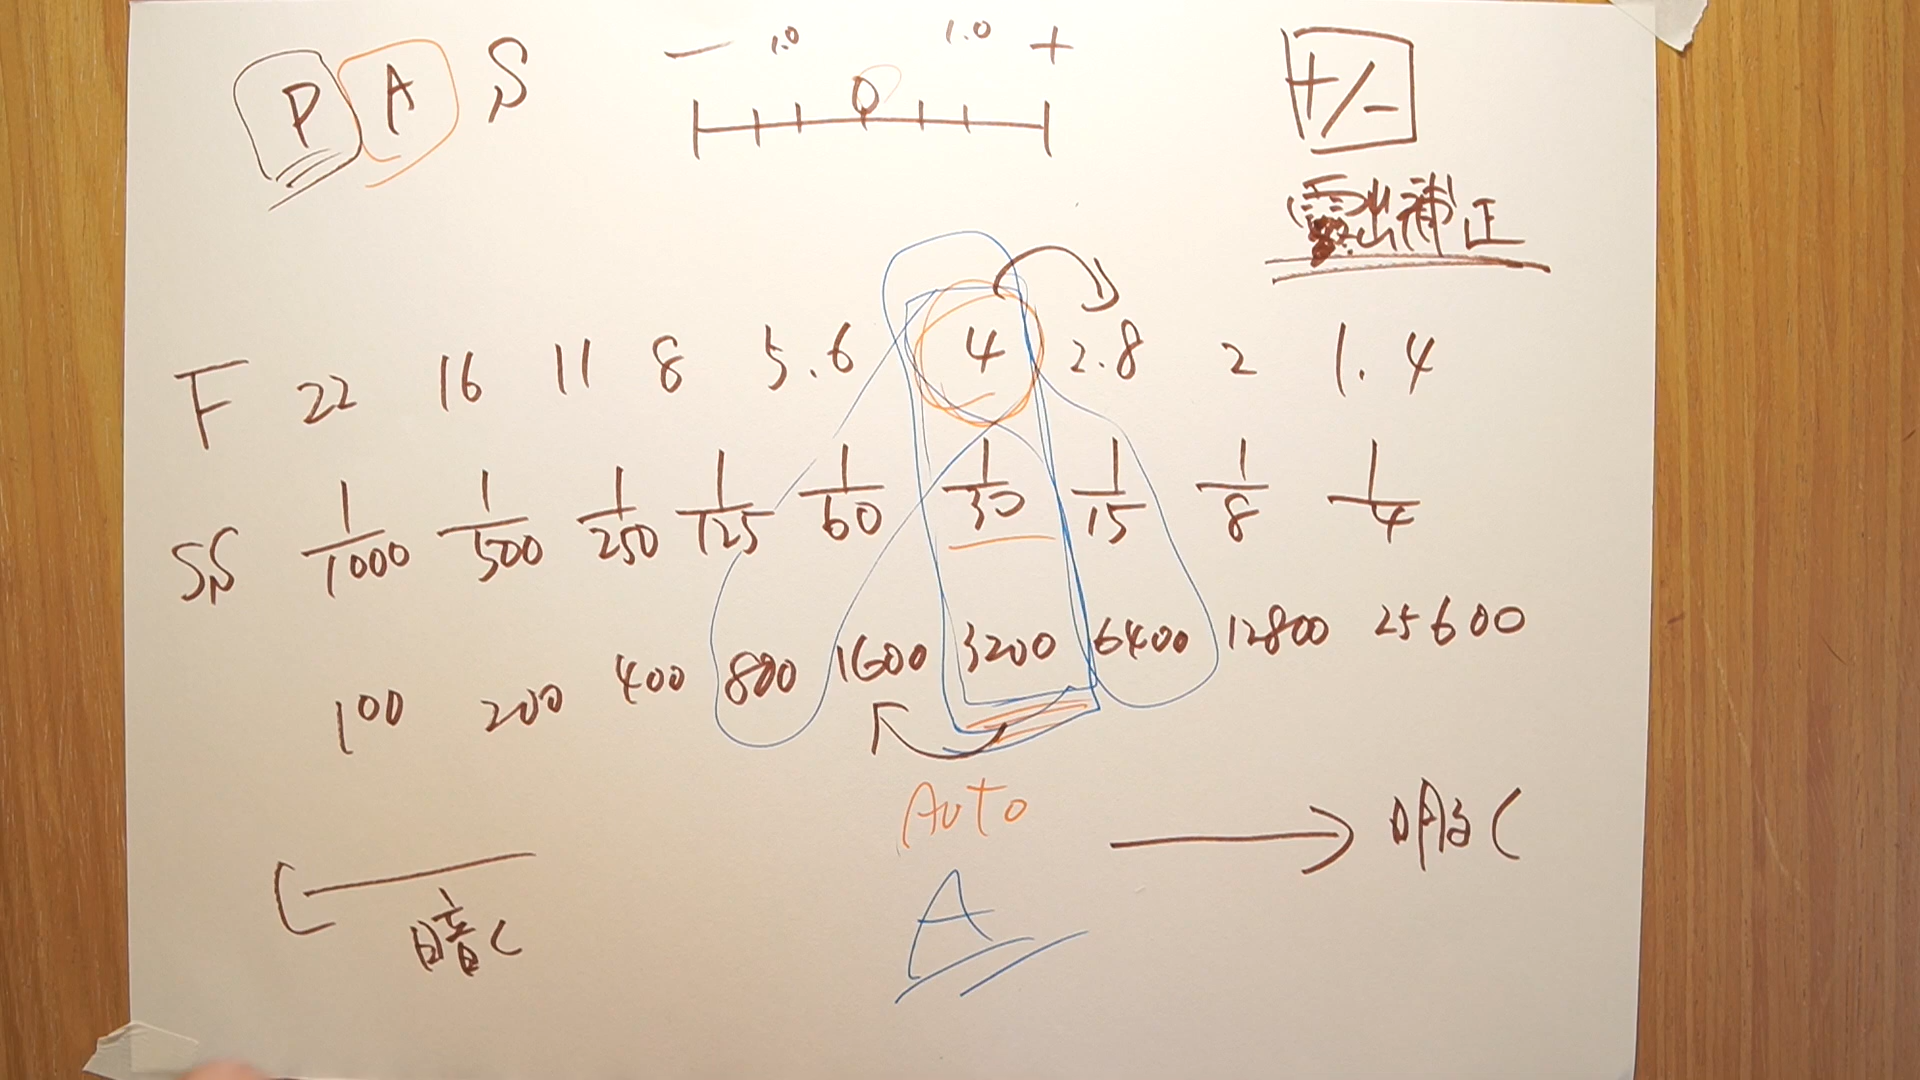 P A S
− 1.0 1.0 +
0
+/-
露出補正
F 22 16 11 8 5.6 4 2.8 2 1.4
SS 1/1000 1/500 1/250 1/125 1/60 1/30 1/15 1/8 1/4
100 200 400 800 1600 3200 6400 12800 25600
Auto
明るく
暗く
A